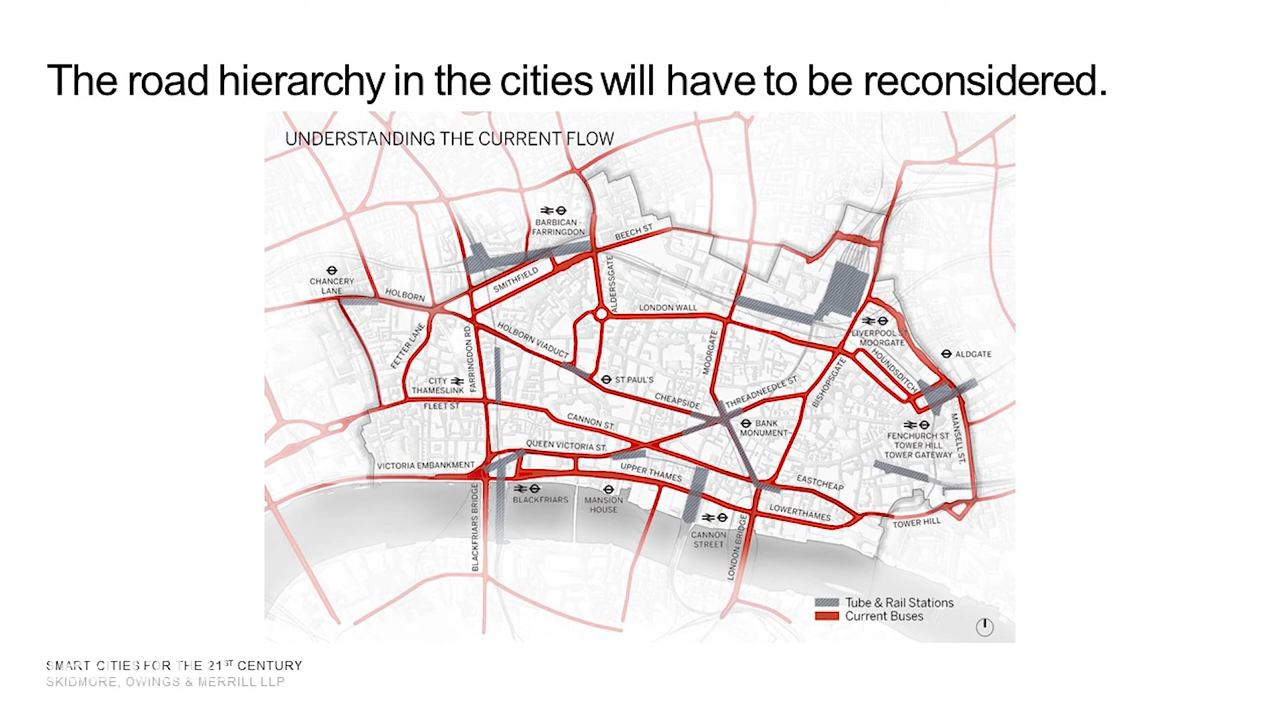 The road hierarchy in the cities will have to be reconsidered.
UNDERSTANDING THE CURRENT FLOW
BARBICAN -
FARRINGDON
BEECH ST
CHANCERY
LANE
HOLBORN
SMITHFIELD
ALDERSSGATE
LONDON WALL
FETTER LANE
FARRINGDON RD.
HOLBORN VIADUCT
MOORGATE
LIVERPOOL ST
MOORGATE
HOUNDSDITCH
ALDGATE
CITY
THAMESLINK
ST PAUL'S
CHEAPSIDE
THREADNEEDLE ST.
BISHOPSGATE
FLEET ST
CANNON ST.
BANK
MONUMENT
FENCHURCH ST
TOWER HILL
TOWER GATEWAY
MANSELL ST.
QUEEN VICTORIA ST.
VICTORIA EMBANKMENT
UPPER THAMES
EASTCHEAP
BLACKFRIARS
MANSION
HOUSE
BLACKFRIARS BRIDGE
CANNON
STREET
LONDON BRIDGE
LOWERTHAMES
TOWER HILL
Tube & Rail Stations
Current Buses
SMART CITIES FOR THE 21ST CENTURY
SKIDMORE, OWINGS & MERRILL LLP